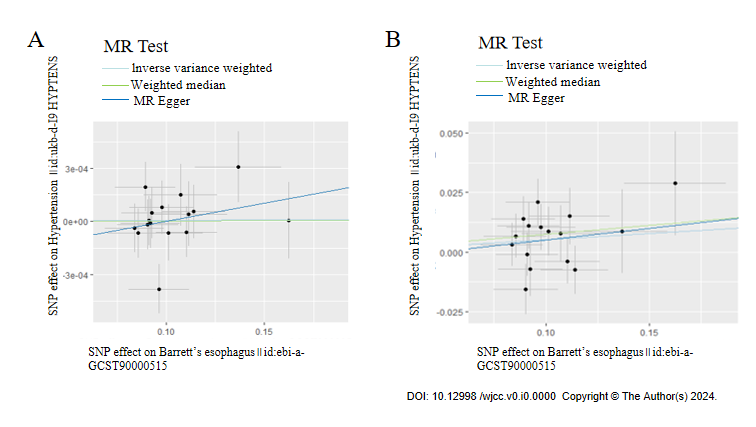 A
MR Test
Inverse variance weighted
Weighted median
MR Egger
SNP effect on Hypertension || id:ukb-d-I9 HYPTENS
3e-04
0e+00
-3e-04
0.10
0.15
SNP effect on Barrett's esophagus||id:ebi-a-
GCST90000515
B
MR Test
Inverse variance weighted
Weighted median
MR Egger
SNP effect on Hypertension || id:ukb-d-I9 HYPTENS
0.050
0.025
0.000
-0.025
0.10
0.15
SNP effect on Barrett's esophagus||id:ebi-a-
GCST90000515
DOI: 10.12998 /wjcc.v0.i0.0000 Copyright © The Author(s) 2024.